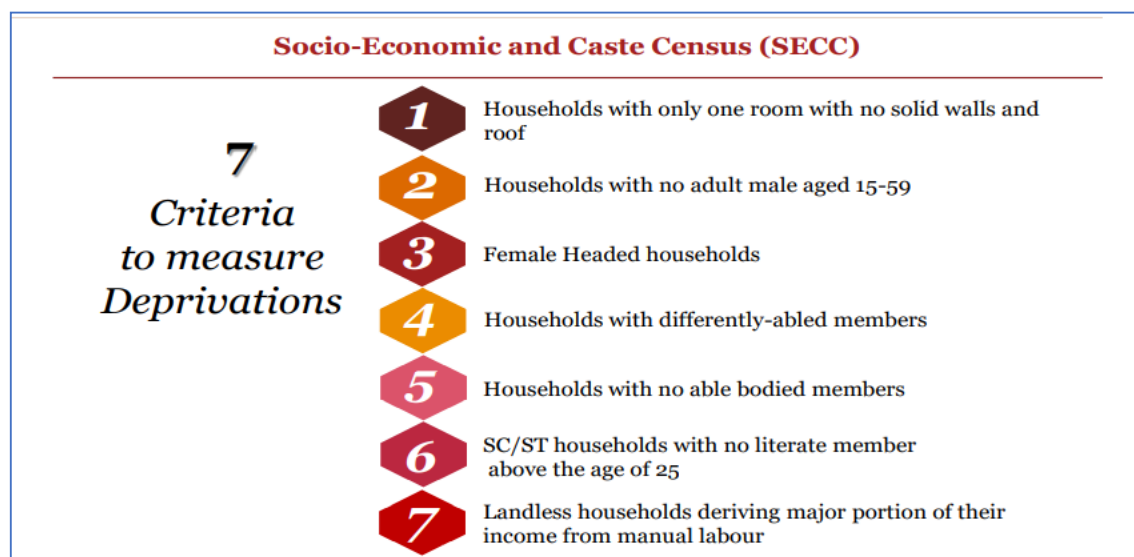 Socio-Economic and Caste Census (SECC)
7
Criteria
to measure
Deprivations
1
Households with only one room with no solid walls and
roof
2
Households with no adult male aged 15-59
3
Female Headed households
4
Households with differently-abled members
5
Households with no able bodied members
6
SC/ST households with no literate member
above the age of 25
7
Landless households deriving major portion of their
income from manual labour